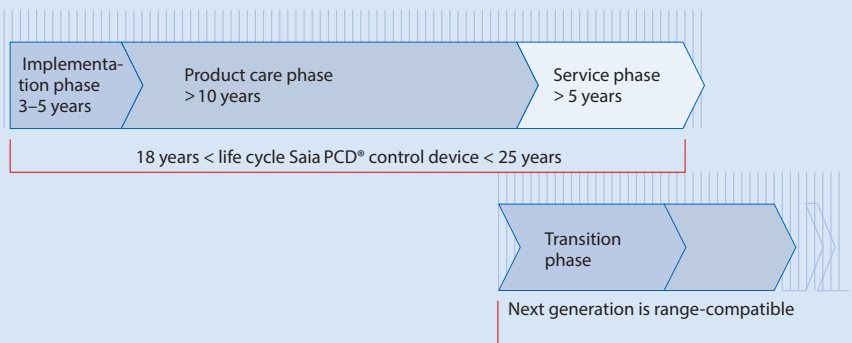 Implementa-
tion phase
3–5 years
Product care phase
> 10 years
Service phase
> 5 years
18 years < life cycle Saia PCD® control device < 25 years
Transition
phase
Next generation is range-compatible